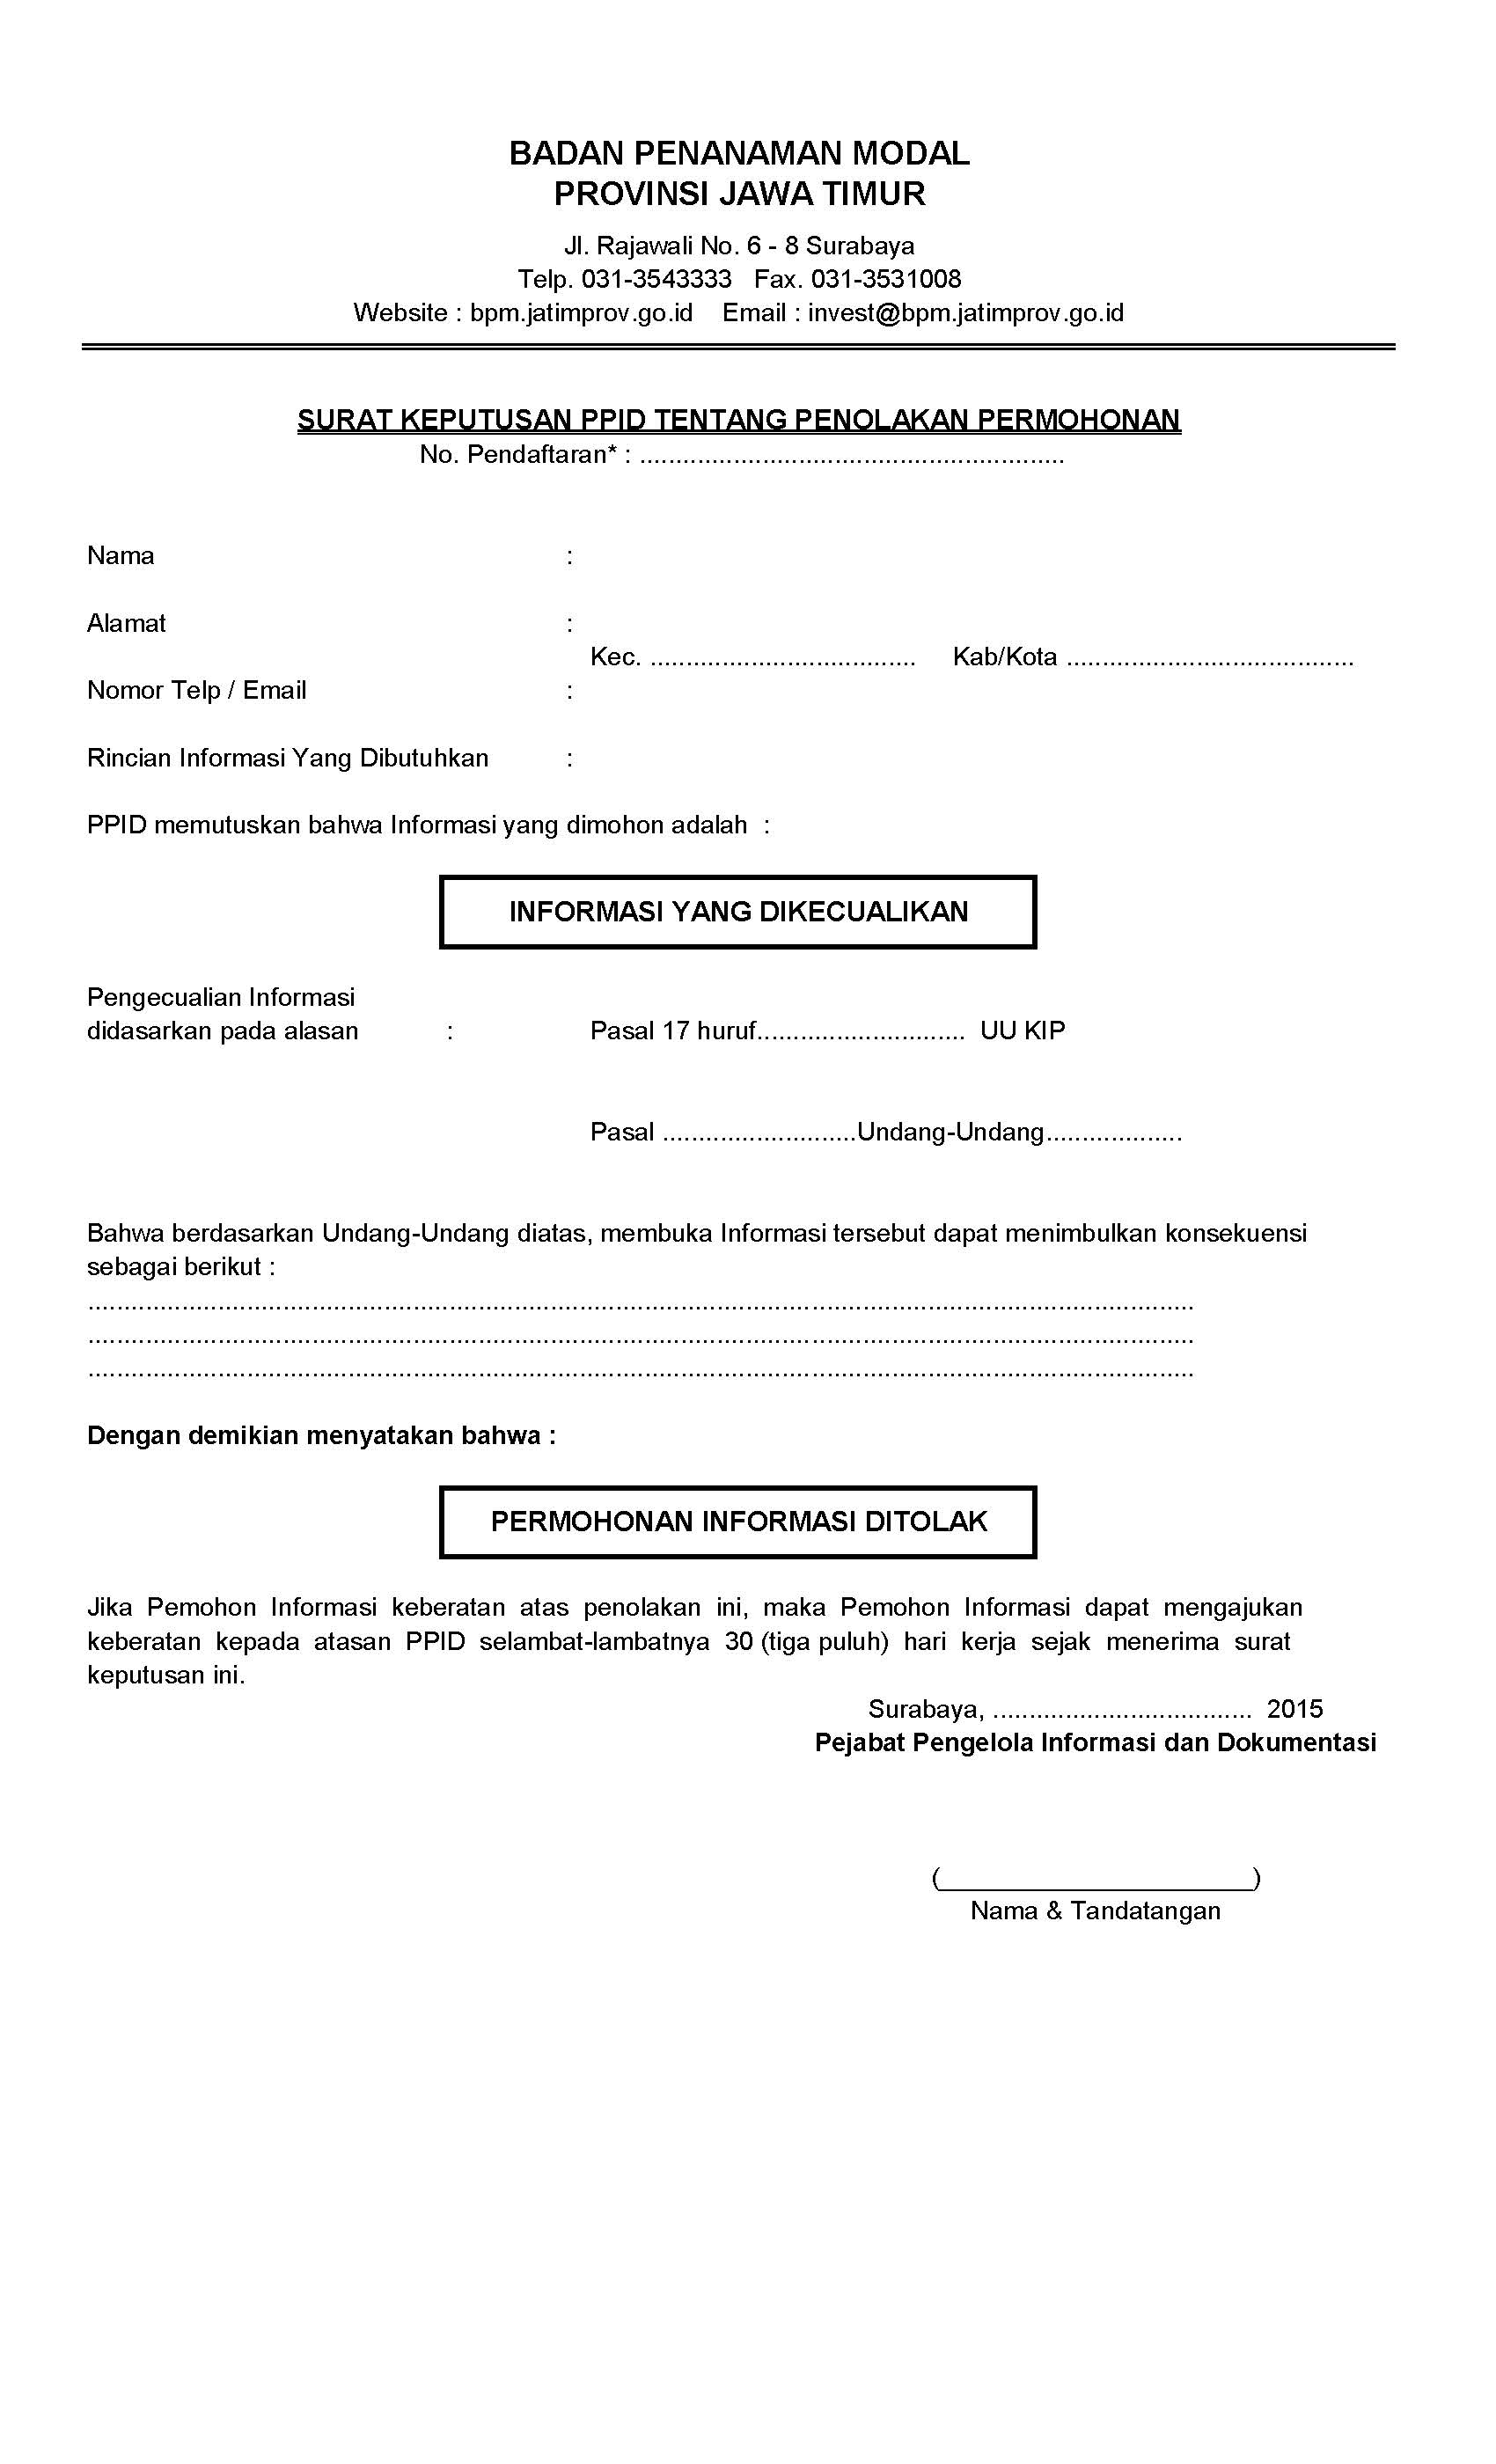 BADAN PENANAMAN MODAL
PROVINSI JAWA TIMUR
Jl. Rajawali No. 6 - 8 Surabaya
Telp. 031-3543333 Fax. 031-3531008
Website : bpm.jatimprov.go.id Email : invest@bpm.jatimprov.go.id
SURAT KEPUTUSAN PPID TENTANG PENOLAKAN PERMOHONAN
No. Pendaftaran* : ...........................................................
Nama :
Alamat :
Kec. ..................................... Kab/Kota ........................................
Nomor Telp / Email :
Rincian Informasi Yang Dibutuhkan :
PPID memutuskan bahwa Informasi yang dimohon adalah :
INFORMASI YANG DIKECUALIKAN
Pengecualian Informasi
didasarkan pada alasan : Pasal 17 huruf............................. UU KIP
Pasal ...........................Undang-Undang...................
Bahwa berdasarkan Undang-Undang diatas, membuka Informasi tersebut dapat menimbulkan konsekuensi
sebagai berikut :
.........................................................................................................................................................
.........................................................................................................................................................
.........................................................................................................................................................
Dengan demikian menyatakan bahwa :
PERMOHONAN INFORMASI DITOLAK
Jika Pemohon Informasi keberatan atas penolakan ini, maka Pemohon Informasi dapat mengajukan
keberatan kepada atasan PPID selambat-lambatnya 30 (tiga puluh) hari kerja sejak menerima surat
keputusan ini.
Surabaya, .................................... 2015
Pejabat Pengelola Informasi dan Dokumentasi
(______________________)
Nama & Tandatangan